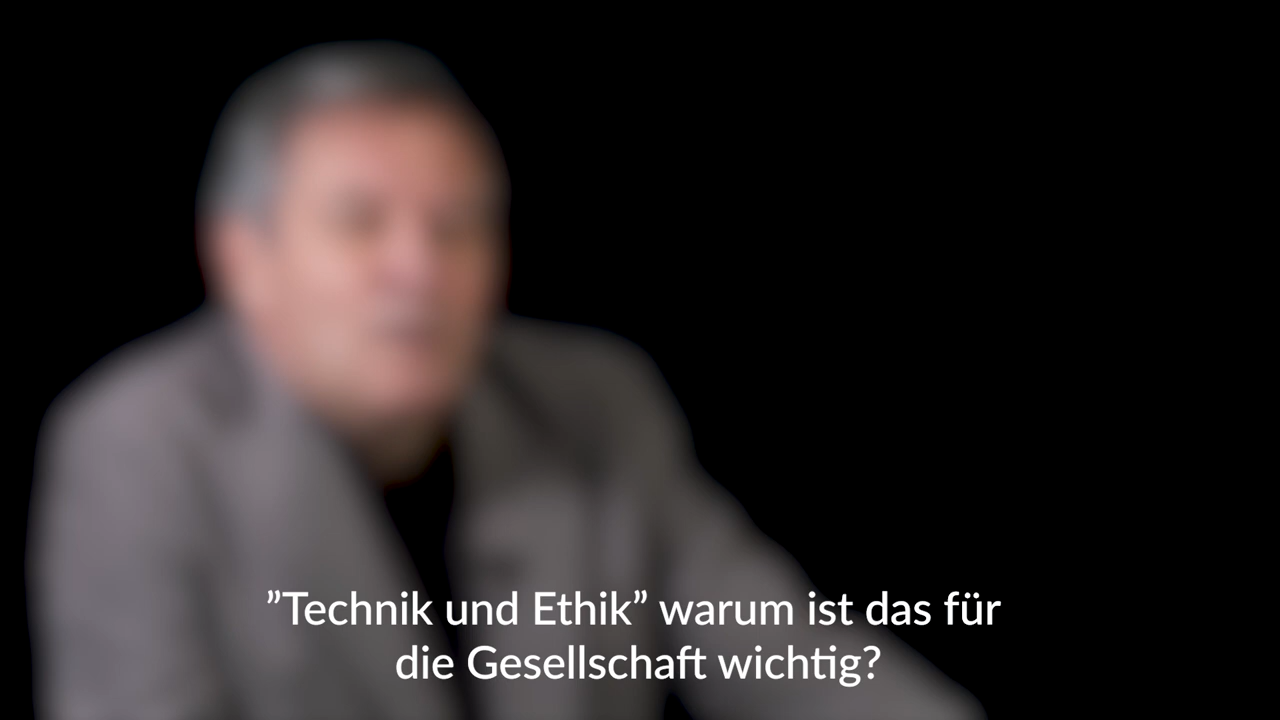 ”Technik und Ethik” warum ist das für
die Gesellschaft wichtig?